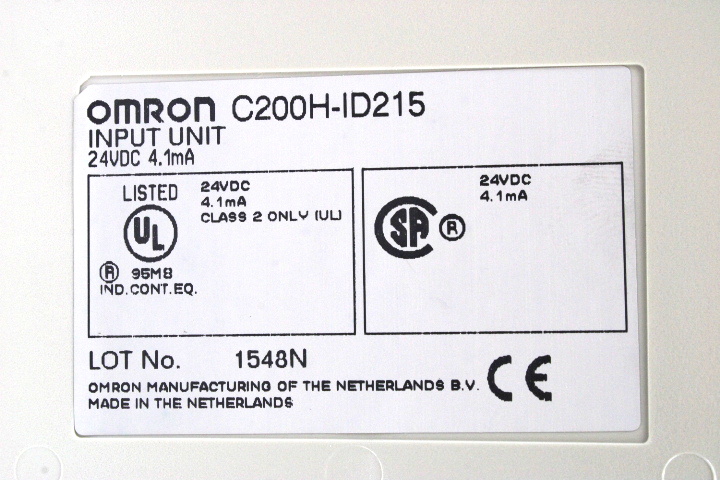 OMRON C200H-ID215
INPUT UNIT
24VDC 4.1mA
LISTED
UL
® 95M8
IND.CONT.EQ.
24VDC
4.1mA
CLASS 2 ONLY (UL)
SA ®
24VDC
4.1mA
LOT No. 1548N
OMRON MANUFACTURING OF THE NETHERLANDS B.V.
MADE IN THE NETHERLANDS
CE